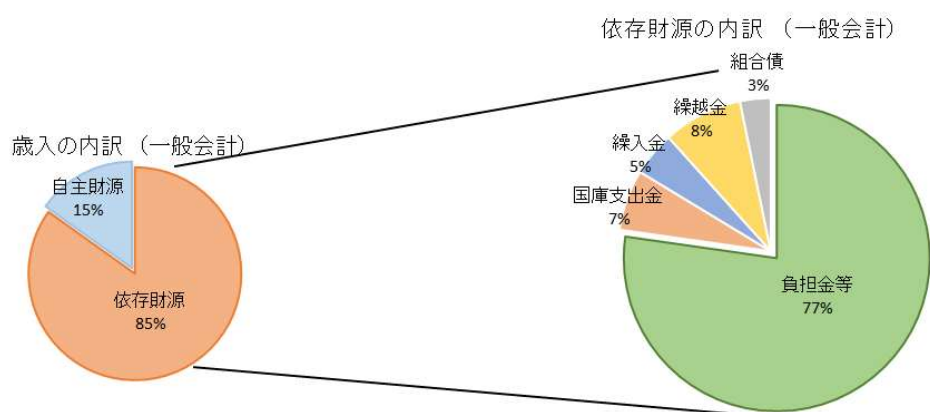 歳入の内訳 （一般会計）
自主財源
15%
依存財源
85%
依存財源の内訳 （一般会計）
組合債
3%
繰越金
8%
繰入金
5%
国庫支出金
7%
負担金等
77%